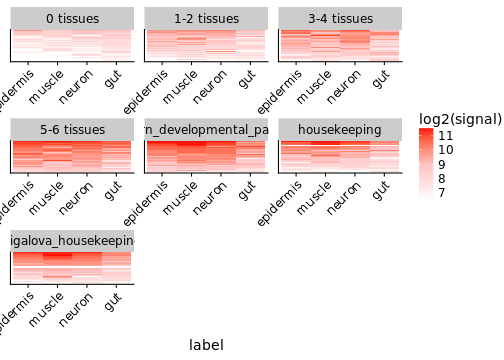 0 tissues
1-2 tissues
3-4 tissues
epidermis
muscle
neuron
gut
epidermis
muscle
neuron
gut
epidermis
muscle
neuron
gut
log2(signal)
11
10
9
8
7
5-6 tissues
rn_developmental_pa
housekeeping
epidermis
muscle
neuron
gut
epidermis
muscle
neuron
gut
epidermis
muscle
neuron
gut
igalova_housekeepin
epidermis
muscle
neuron
gut
label